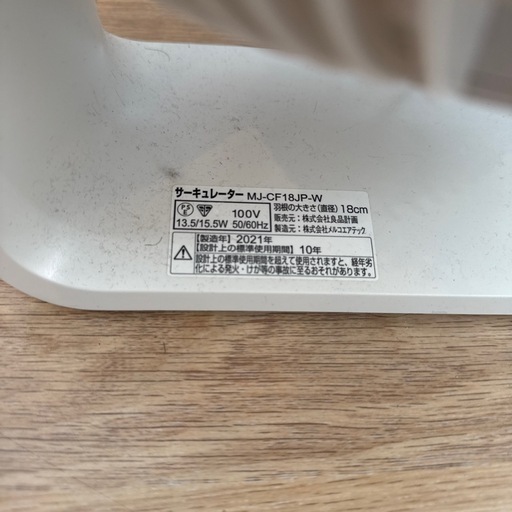 サーキュレーター MJ-CF18JP-W
PSE 100V 羽根の大きさ(直径) 18cm
13.5/15.5W 50/60Hz 販売元：株式会社良品計画
製造元：株式会社メルコエアテック
【製造年】2021年
【設計上の標準使用期間】10年
設計上の標準使用期間を超えて使用されますと、経年劣
化による発火・けが等の事故に至るおそれがあります。